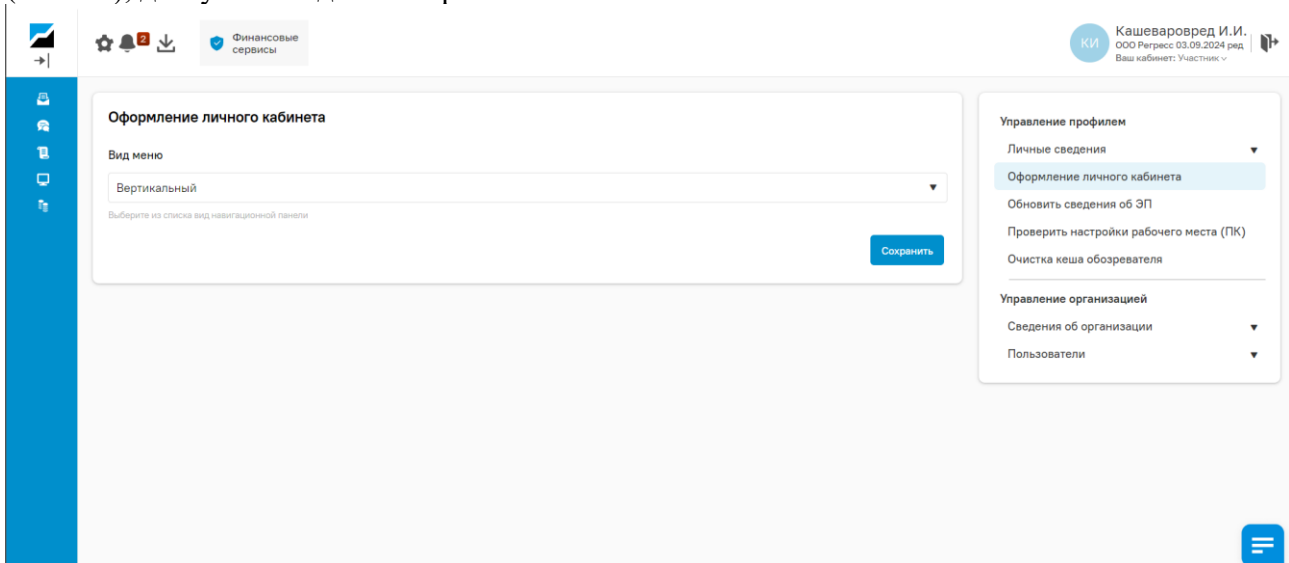 2
Финансовые
сервисы
КИ
Кашеваровред И.И.
ООО Регресс 03.09.2024 ред
Ваш кабинет: Участник
Оформление личного кабинета
Вид меню
Вертикальный
Выберите из списка вид навигационной панели
Сохранить
Управление профилем
Личные сведения
Оформление личного кабинета
Обновить сведения об ЭП
Проверить настройки рабочего места (ПК)
Очистка кеша обозревателя
Управление организацией
Сведения об организации
Пользователи